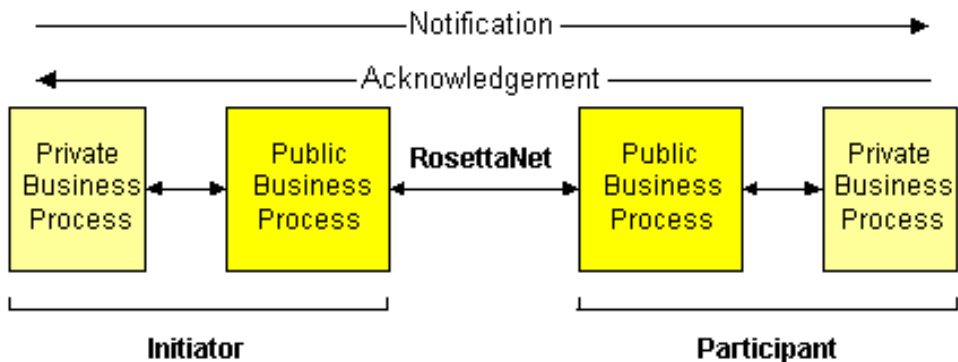 Notification
Acknowledgement
Private
Business
Process
Public
Business
Process
RosettaNet
Public
Business
Process
Private
Business
Process
Initiator
Participant